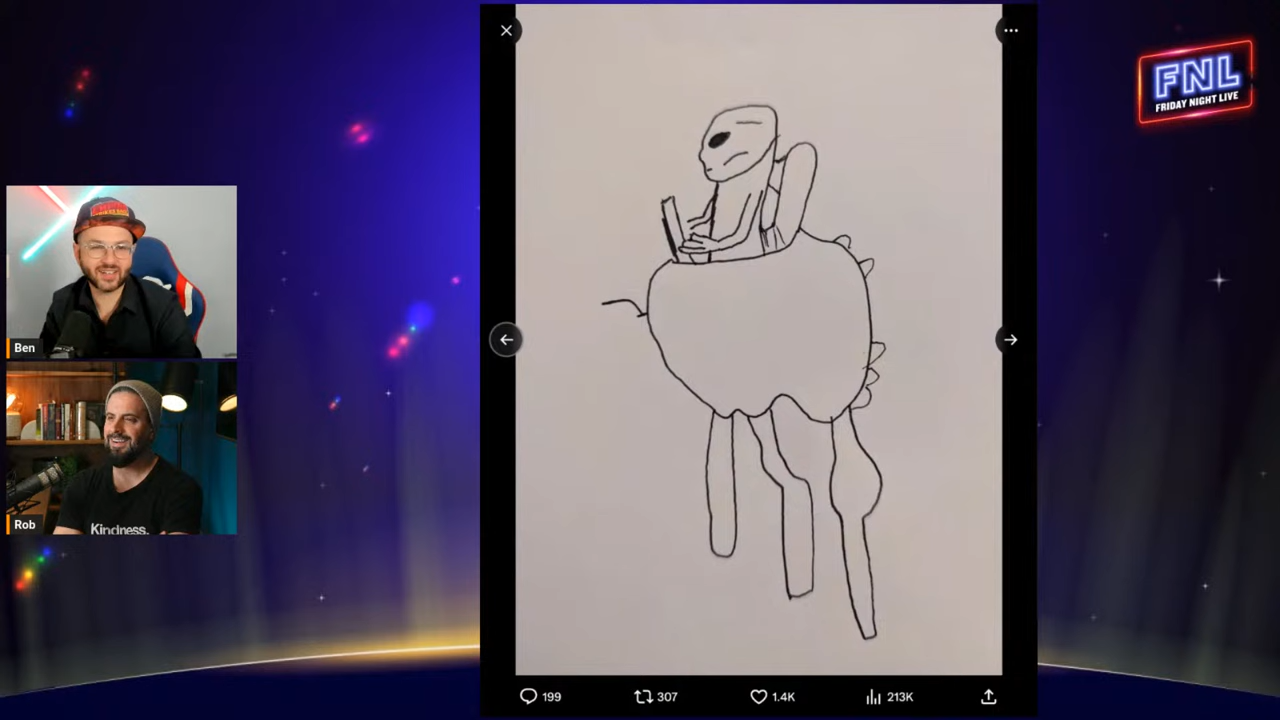 FNL
FRIDAY NIGHT LIVE
Ben
Kindness.
Rob
199
307
1.4K
213K